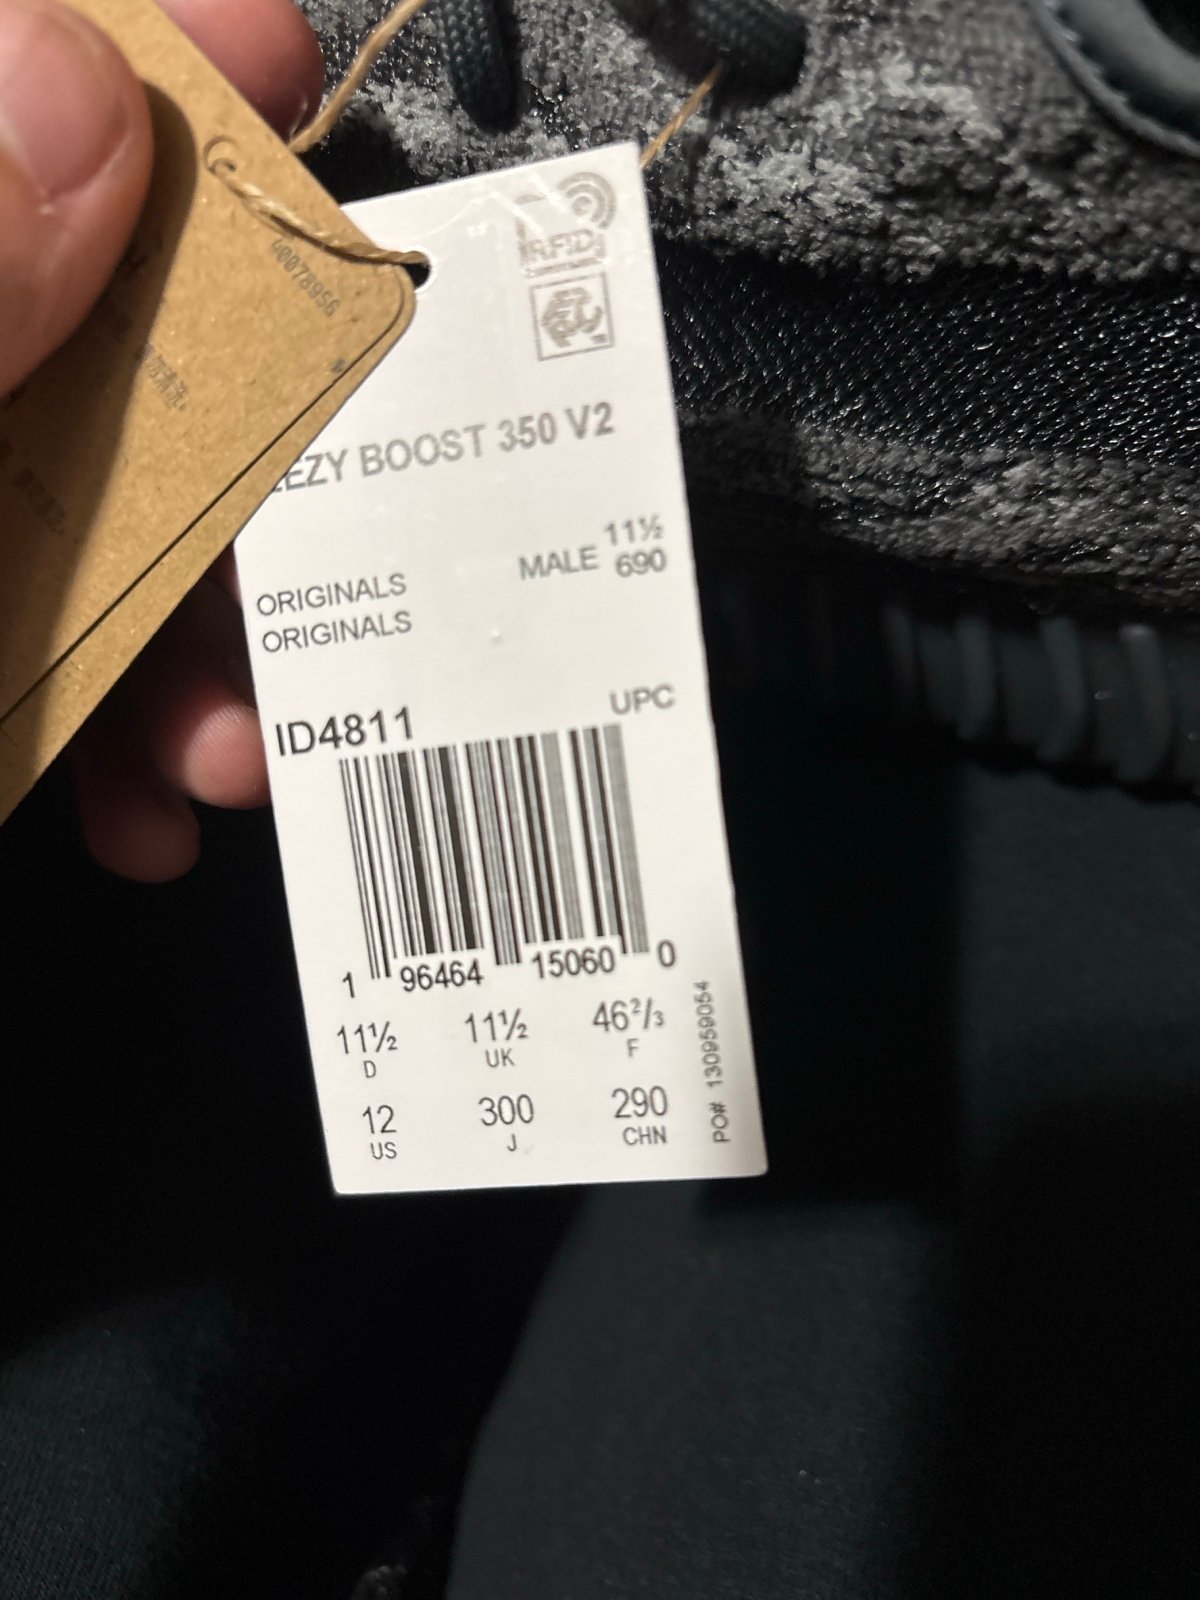 40078956
RFID
EZY BOOST 350 V2
11½
MALE 690
ORIGINALS
ORIGINALS
UPC
ID4811
1 96464 15060 0
11½ 11½ 46⅔
D UK F
12 300 290
US J CHN
PO# 130959054